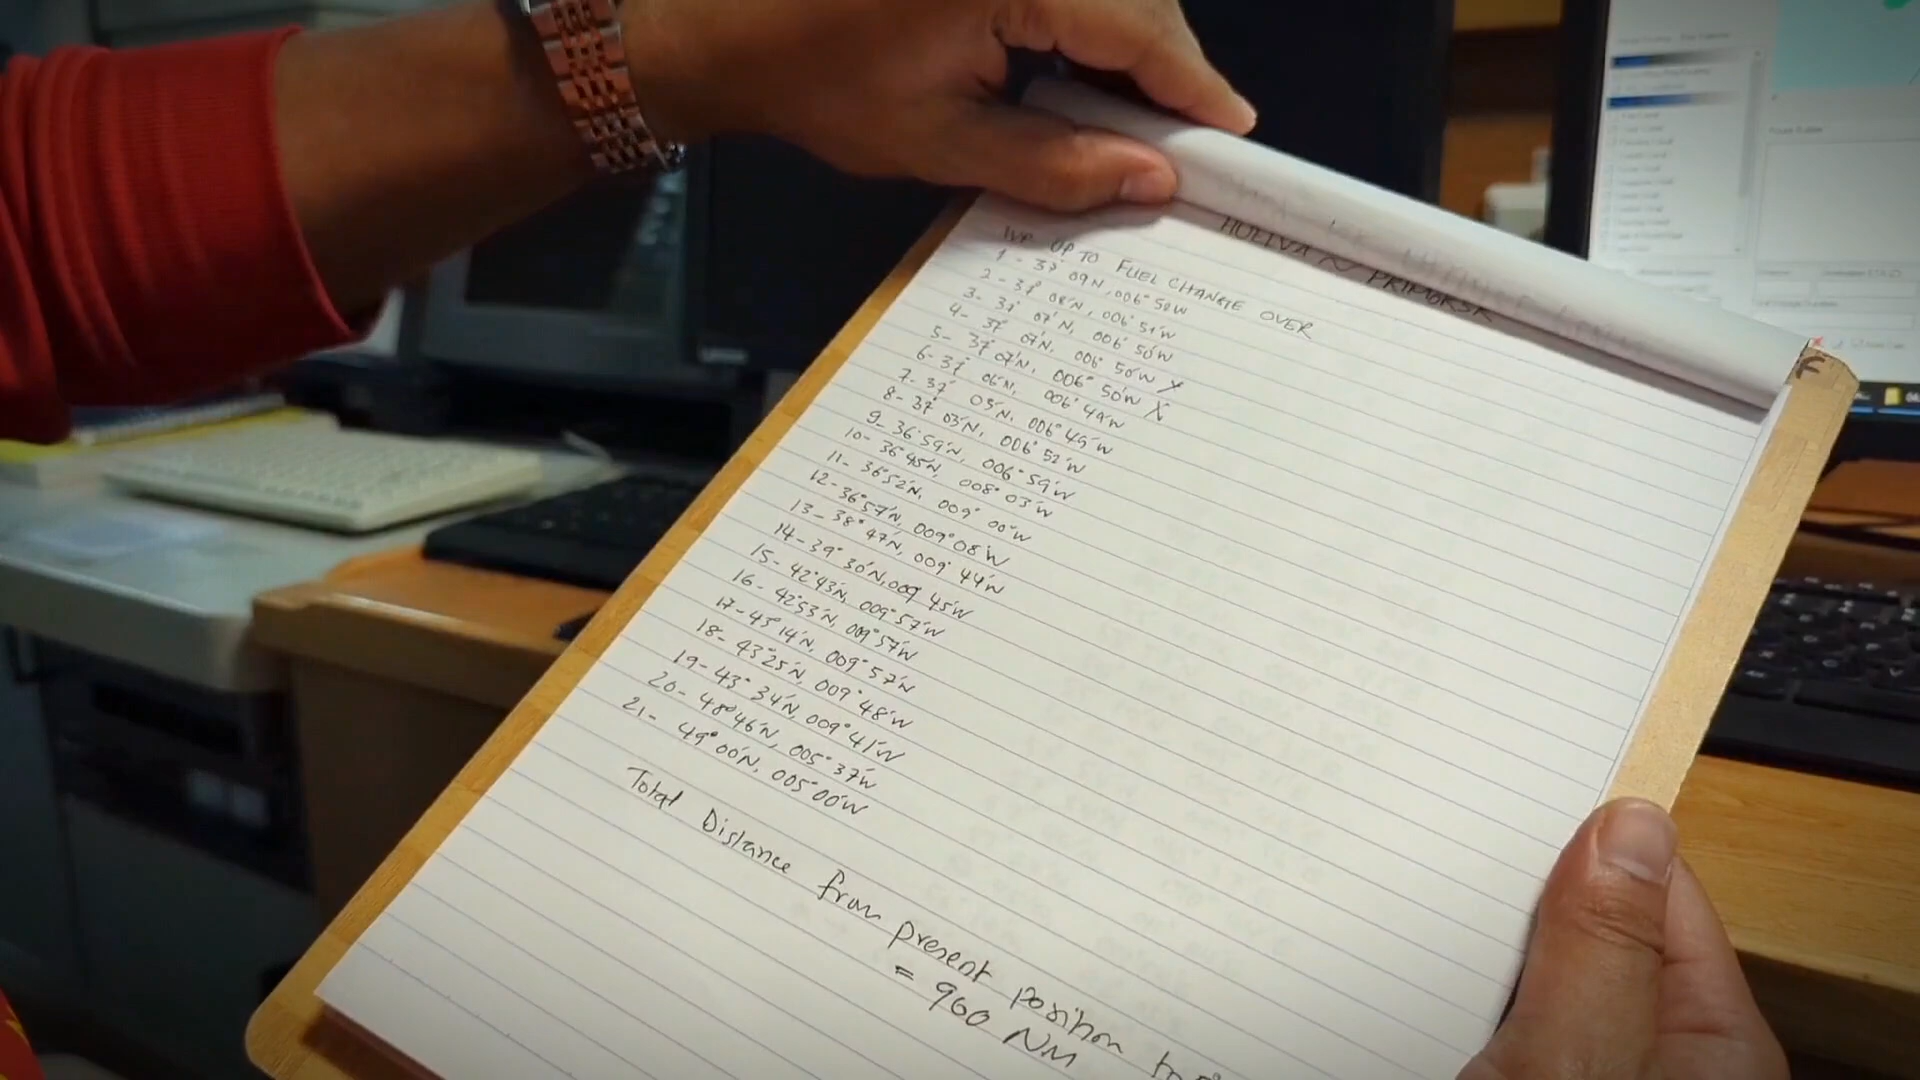 HUELVA ~ PRIMORSK
WP UP TO FUEL CHANGE OVER
1 - 37° 09'N, 006° 50'W
2 - 37° 08'N, 006° 51'W
3 - 37° 07'N, 006° 50'W
4 - 37° 07'N, 006° 50'W X
5 - 37° 07'N, 006° 50'W X
6 - 37° 06'N, 006° 49'W
7 - 37° 05'N, 006° 49'W
8 - 37° 03'N, 006° 52'W
9 - 36° 59'N, 006° 59'W
10 - 36° 45'N, 008° 03'W
11 - 36° 52'N, 009° 00'W
12 - 36° 57'N, 009° 08'W
13 - 38° 47'N, 009° 44'W
14 - 39° 30'N, 009° 45'W
15 - 42° 43'N, 009° 57'W
16 - 42° 53'N, 009° 57'W
17 - 43° 14'N, 009° 57'W
18 - 43° 25'N, 009° 48'W
19 - 43° 34'N, 009° 41'W
20 - 48° 46'N, 005° 37'W
21 - 49° 00'N, 005° 00'W
Total Distance from present position
= 960 NM
F